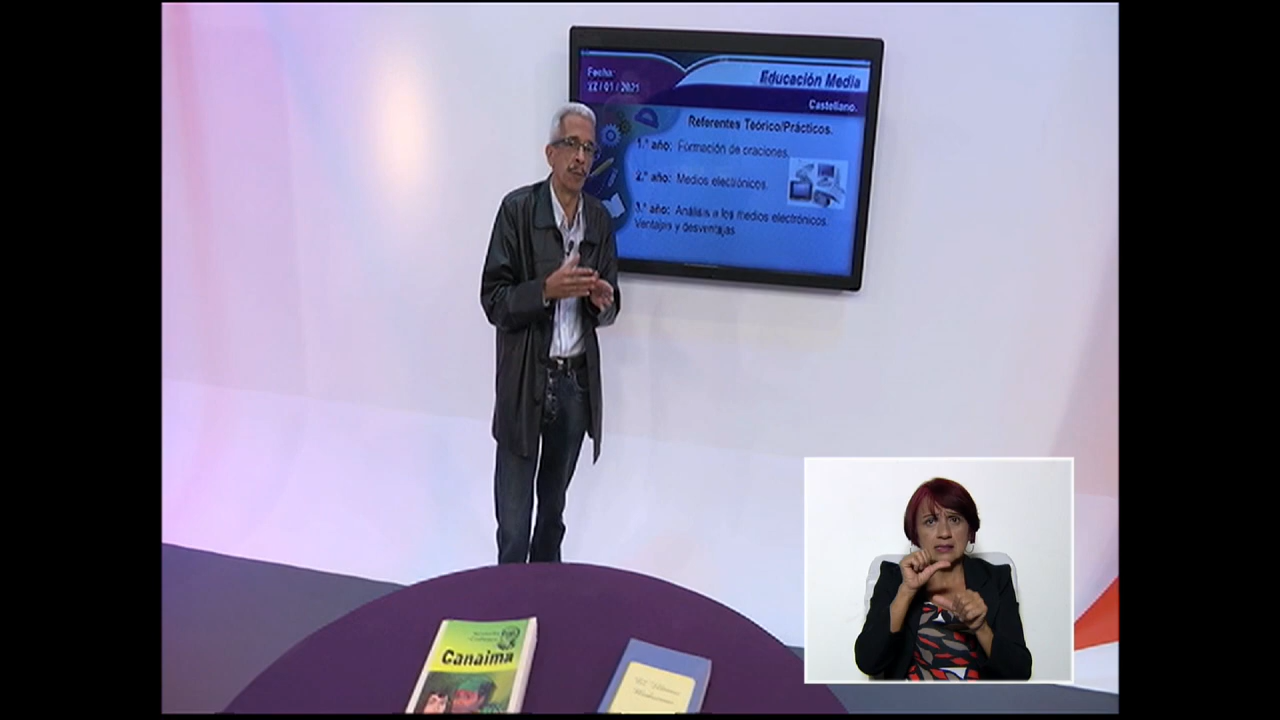 Fecha:
22 / 01 / 2021
Educación Media
Castellano.
Referentes Teórico/Prácticos.
1.º año: Formación de oraciones.
2.º año: Medios electrónicos.
3.º año: Análisis a los medios electrónicos.
Ventajas y desventajas
Canaima